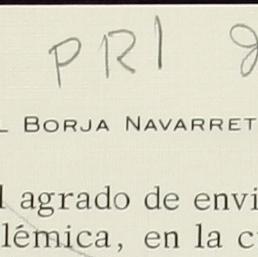 PRI
BORJA NAVARRET
agrado de envi
lémica, en la